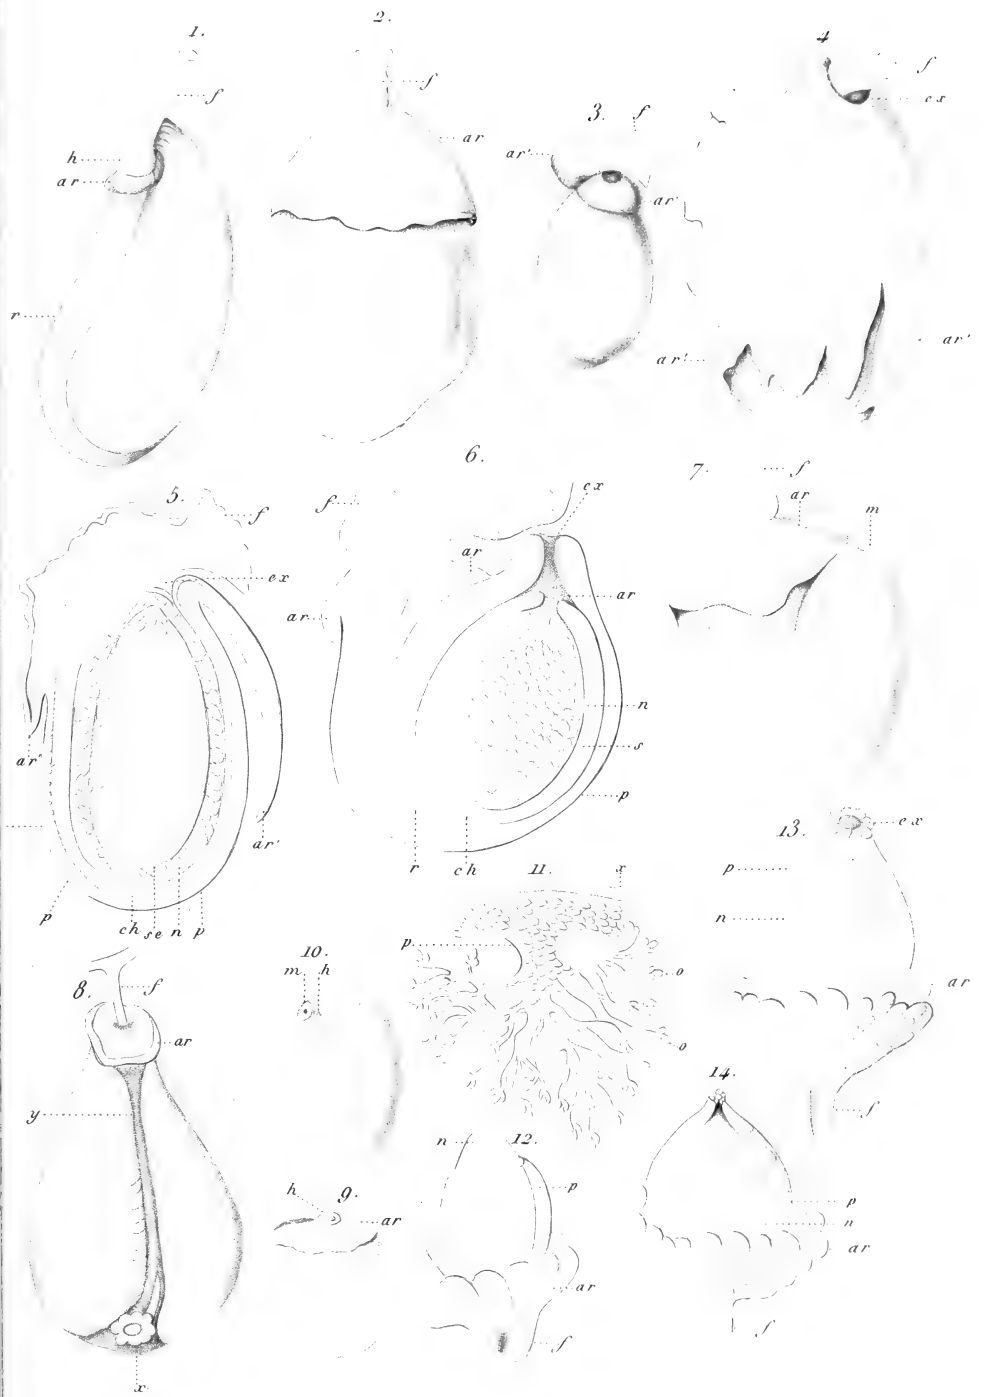 1.
f
h
ar
r
2.
f
ar
3.
f
ar'
ar'
4
f
ex
ar'
ar'
5.
f
ex
ar'
ar'
p
ch
se
n
p
6.
f
ex
ar
ar
ar
n
s
p
r
ch
7.
f
ar
m
8.
f
ar
y
x
9.
h
ar
10.
m
h
11.
x
p
o
o
12.
n
p
ar
f
13.
ex
p
n
ar
f
14.
p
n
ar
f